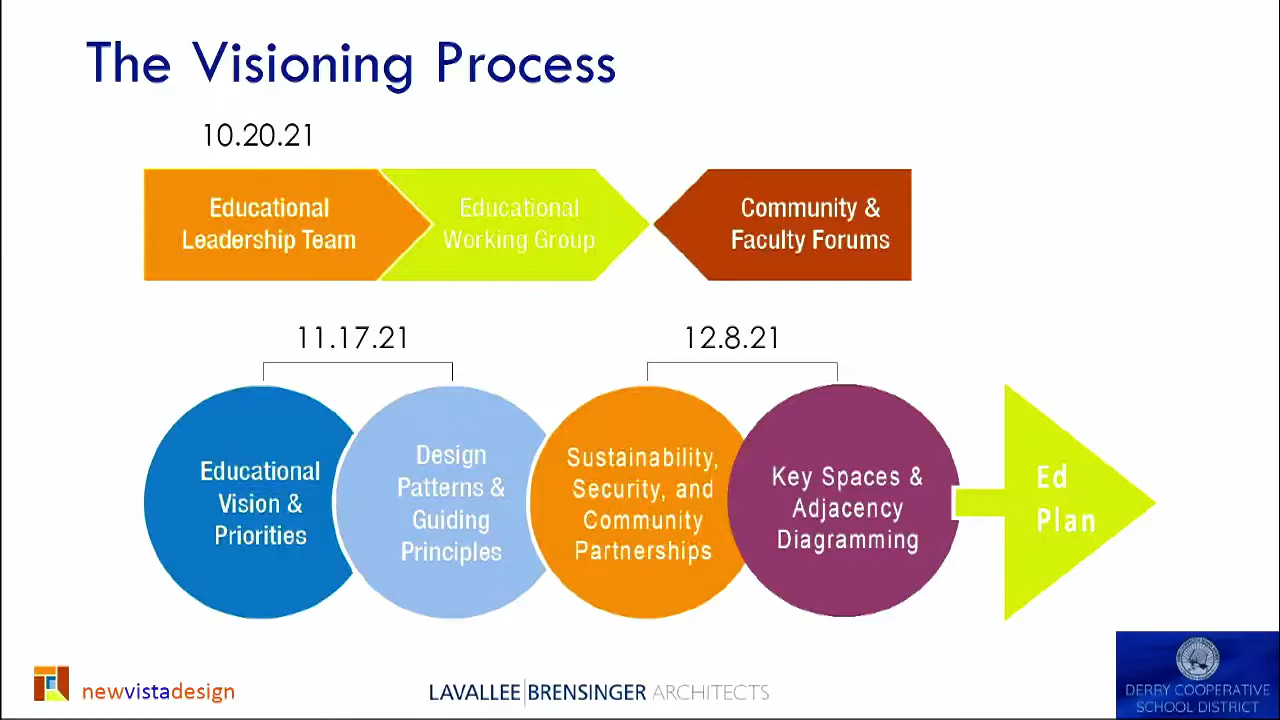 The Visioning Process
10.20.21
Educational
Leadership Team
Educational
Working Group
Community &
Faculty Forums
11.17.21
12.8.21
Educational
Vision &
Priorities
Design
Patterns &
Guiding
Principles
Sustainability,
Security, and
Community
Partnerships
Key Spaces &
Adjacency
Diagramming
Ed
Plan
newvistadesign
LAVALLEE|BRENSINGER ARCHITECTS
DERRY COOPERATIVE
SCHOOL DISTRICT